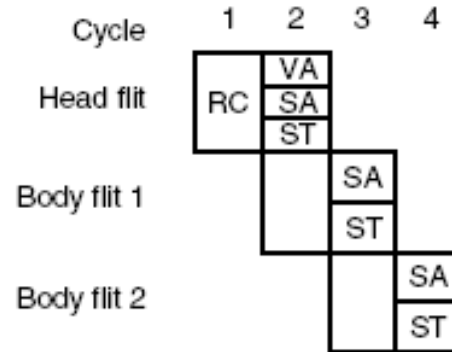 Cycle 1 2 3 4
Head flit RC VA
SA
ST
Body flit 1 SA
ST
Body flit 2 SA
ST